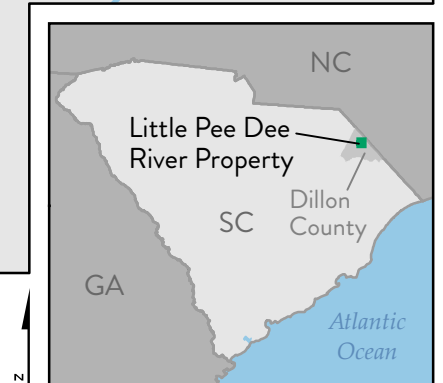 NC
Little Pee Dee
River Property
Dillon
County
SC
GA
Atlantic
Ocean
N